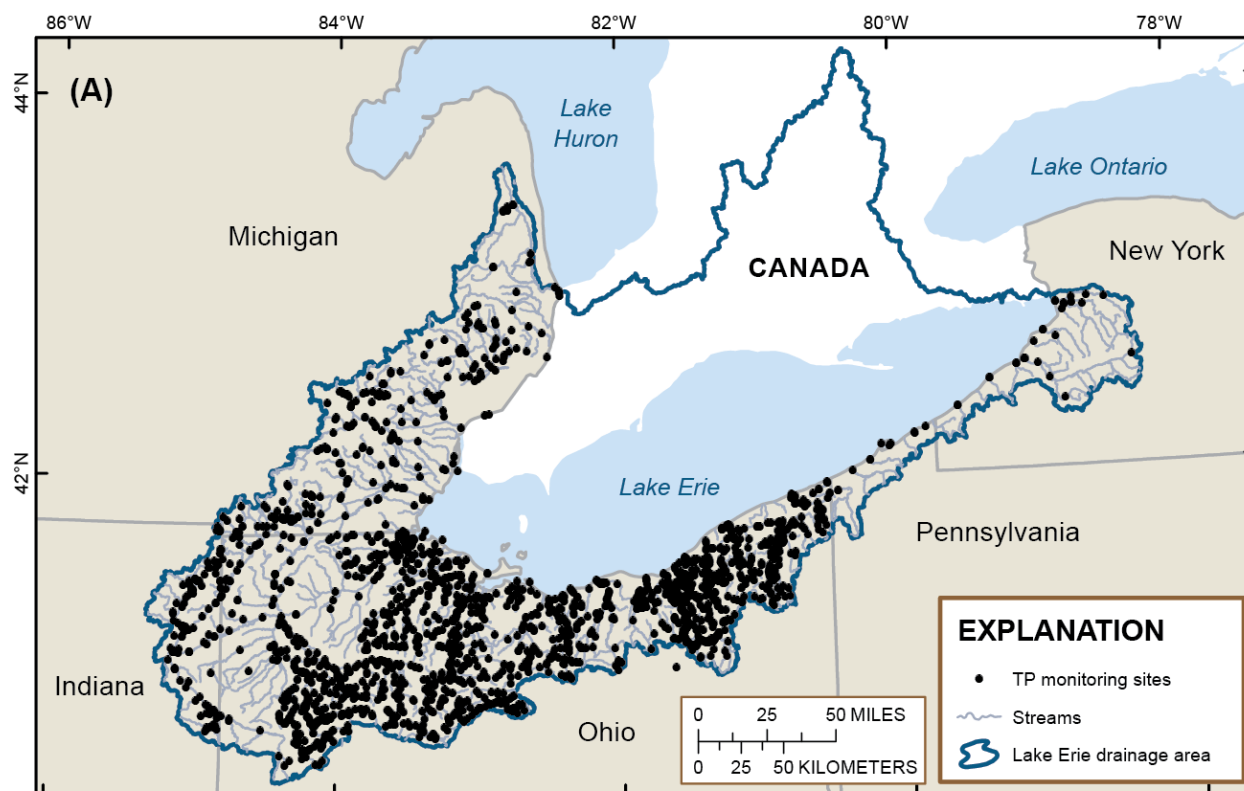 86°W
84°W
82°W
80°W
78°W
44°N
(A)
Lake
Huron
Lake Ontario
Michigan
New York
CANADA
42°N
Lake Erie
Pennsylvania
Indiana
Ohio
0 25 50 MILES
0 25 50 KILOMETERS
EXPLANATION
TP monitoring sites
Streams
Lake Erie drainage area